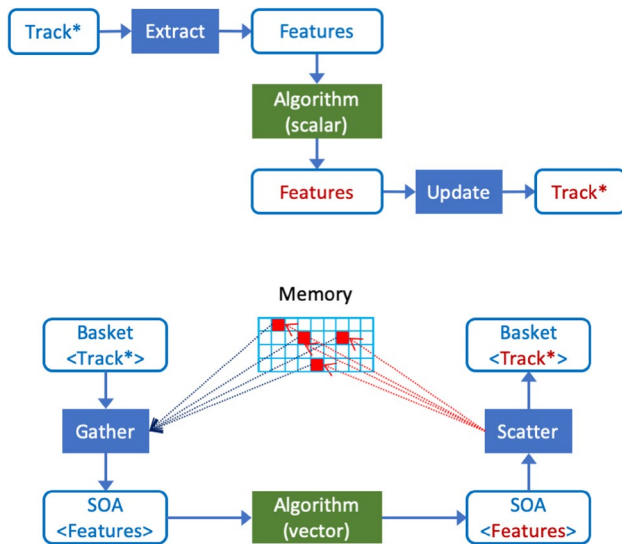 Track*
Extract
Features
Algorithm
(scalar)
Features
Update
Track*
Memory
Basket
<Track*>
Basket
<Track*>
Gather
Scatter
SOA
<Features>
Algorithm
(vector)
SOA
<Features>